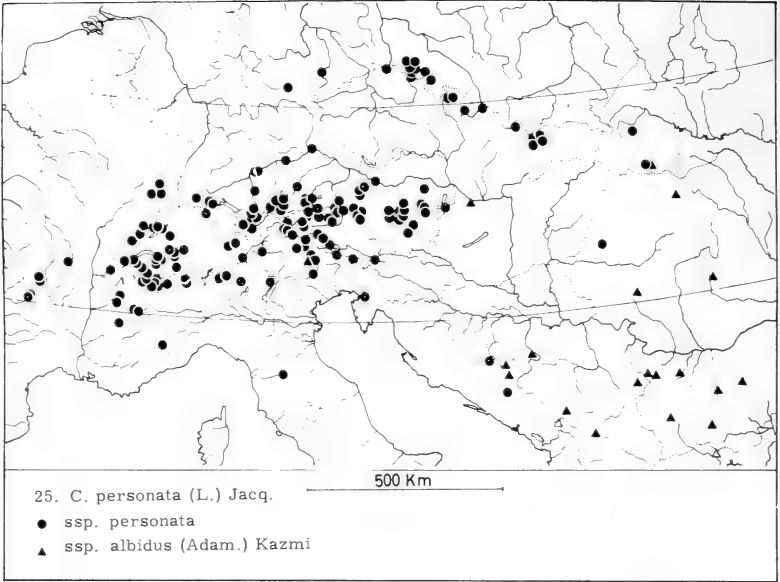 500 Km
25. C. personata (L.) Jacq.
ssp. personata
ssp. albidus (Adam.) Kazmi